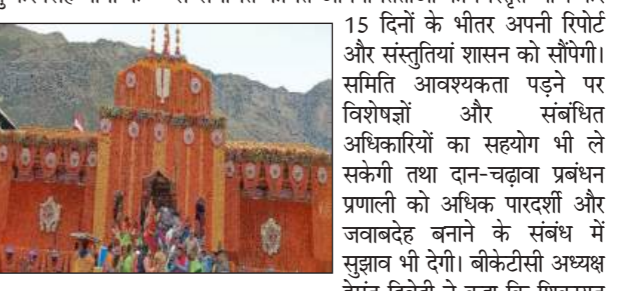 15 दिनों के भीतर अपनी रिपोर्ट
और संस्तुतियां शासन को सौंपेगी।
समिति आवश्यकता पड़ने पर
विशेषज्ञों और संबंधित
अधिकारियों का सहयोग भी ले
सकेगी तथा दान-चढ़ावा प्रबंधन
प्रणाली को अधिक पारदर्शी और
जवाबदेह बनाने के संबंध में
सुझाव भी देगी। बीकेटीसी अध्यक्ष